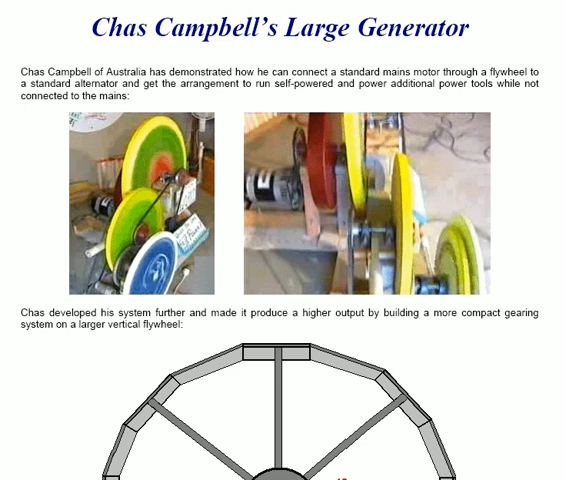 Chas Campbell's Large Generator
Chas Campbell of Australia has demonstrated how he can connect a standard mains motor through a flywheel to
a standard alternator and get the arrangement to run self-powered and power additional power tools while not
connected to the mains:
Chas developed his system further and made it produce a higher output by building a more compact gearing
system on a larger vertical flywheel: